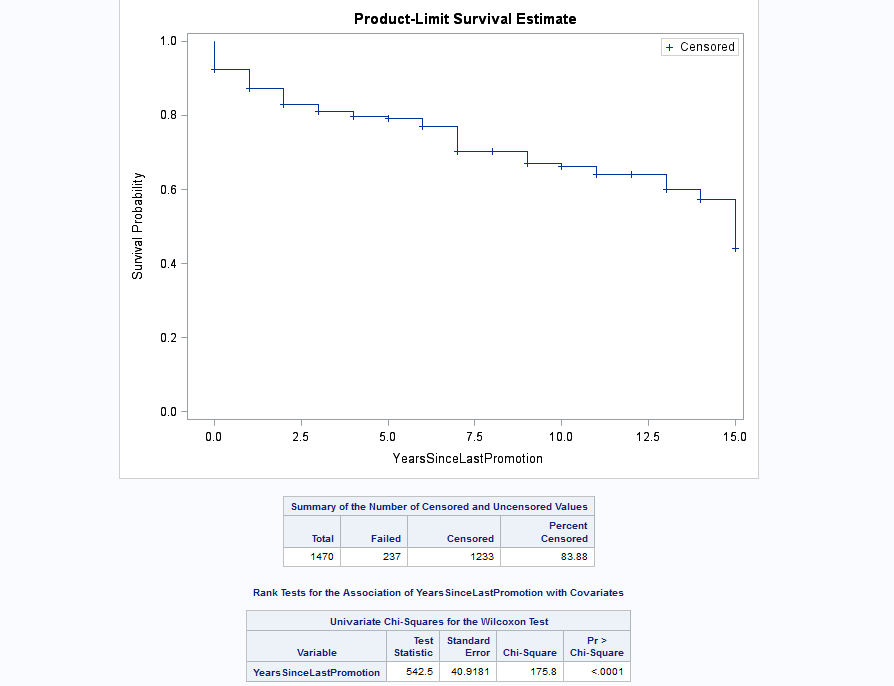 Product-Limit Survival Estimate
+ Censored
1.0
0.8
0.6
0.4
0.2
0.0
Survival Probability
0.0 2.5 5.0 7.5 10.0 12.5 15.0
YearsSinceLastPromotion
Summary of the Number of Censored and Uncensored Values
Total Failed Censored Percent Censored
1470 237 1233 83.88
Rank Tests for the Association of YearsSinceLastPromotion with Covariates
Univariate Chi-Squares for the Wilcoxon Test
Variable Test Statistic Standard Error Chi-Square Pr > Chi-Square
YearsSinceLastPromotion 542.5 40.9181 175.8 <.0001